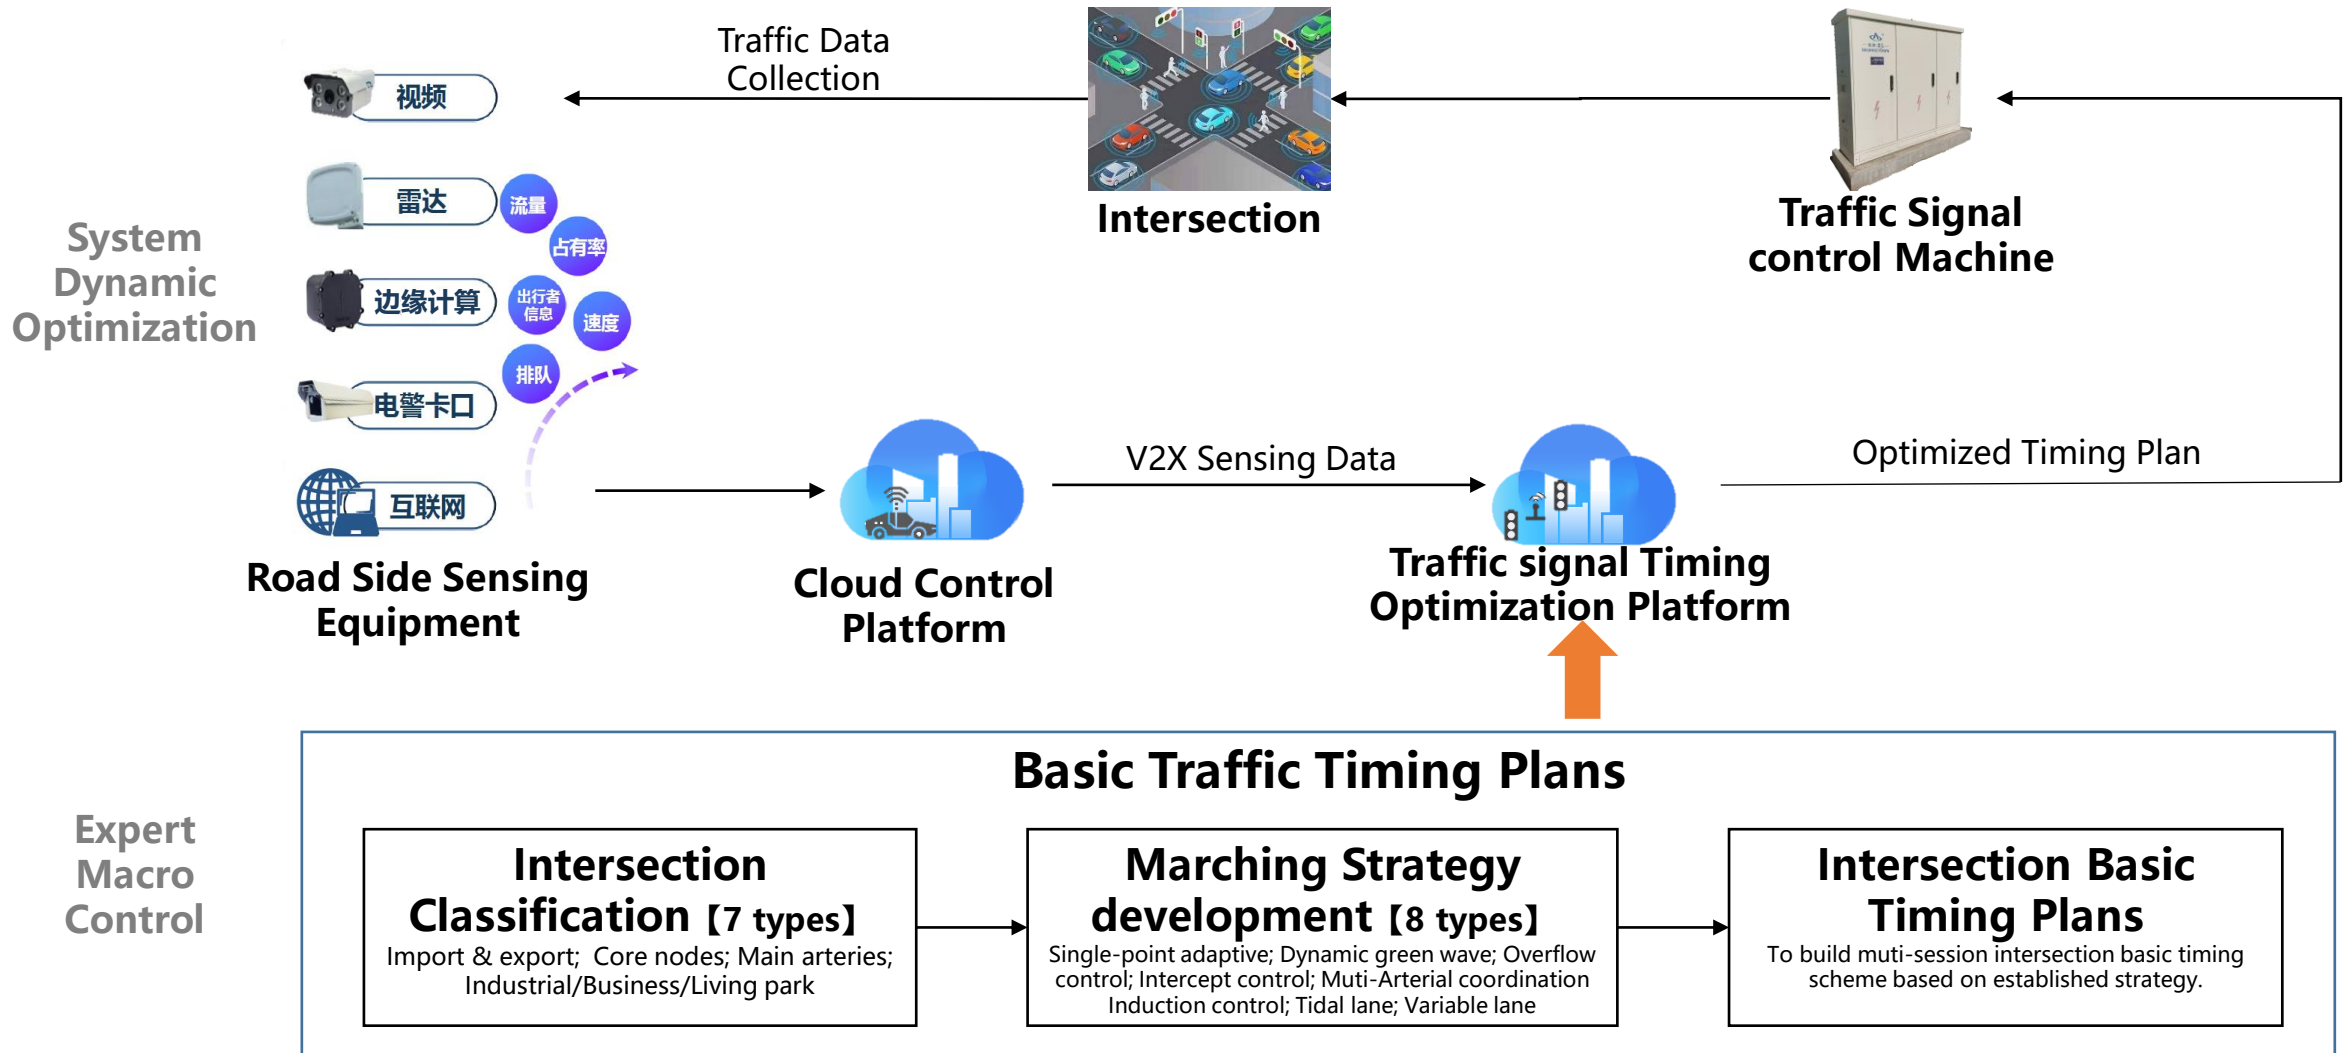 Traffic Data
Collection
视频
雷达
流量
占有率
边缘计算
出行者
信息
速度
排队
电警卡口
互联网
Road Side Sensing
Equipment
System
Dynamic
Optimization
Intersection
Traffic Signal
control Machine
Cloud Control
Platform
V2X Sensing Data
Traffic signal Timing
Optimization Platform
Optimized Timing Plan
Expert
Macro
Control
Basic Traffic Timing Plans
Intersection
Classification【7 types】
Import & export; Core nodes; Main arteries;
Industrial/Business/Living park
Marching Strategy
development【8 types】
Single-point adaptive; Dynamic green wave; Overflow
control; Intercept control; Muti-Arterial coordination
Induction control; Tidal lane; Variable lane
Intersection Basic
Timing Plans
To build muti-session intersection basic timing
scheme based on established strategy.